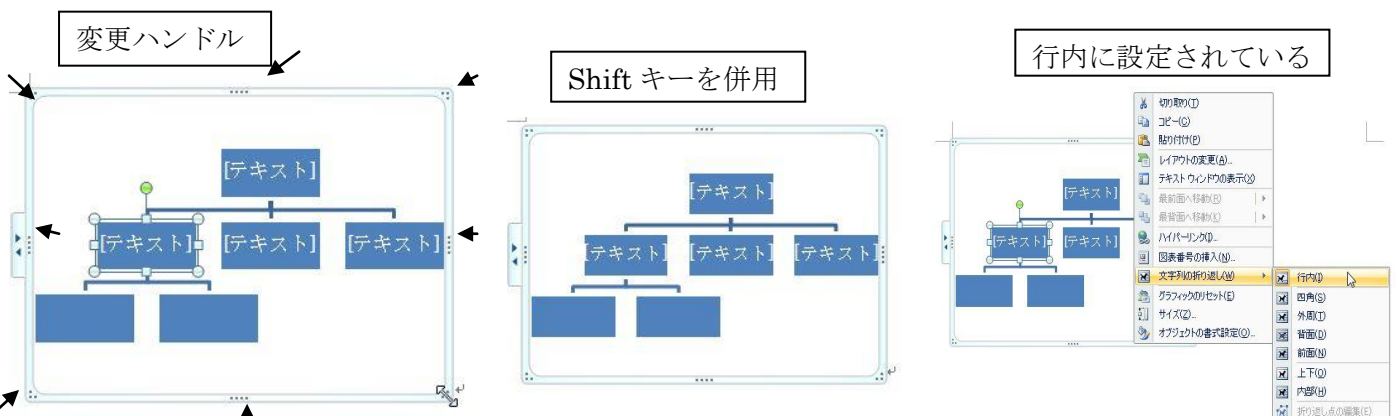 変更ハンドル
[テキスト]
[テキスト]
[テキスト]
[テキスト]
Shift キーを併用
[テキスト]
[テキスト]
[テキスト]
[テキスト]
行内に設定されている
[テキスト]
[テキスト]
[テキスト]
切り取り(T)
コピー(C)
貼り付け(P)
レイアウトの変更(A)...
テキスト ウィンドウの表示(X)
最前面へ移動(R)
最背面へ移動(K)
ハイパーリンク(I)...
図表番号の挿入(N)...
文字列の折り返し(W)
グラフィックのリセット(E)
サイズ(Z)...
オブジェクトの書式設定(O)...
行内(I)
四角(S)
外周(T)
背面(D)
前面(N)
上下(O)
内部(H)
折り返し点の編集(E)